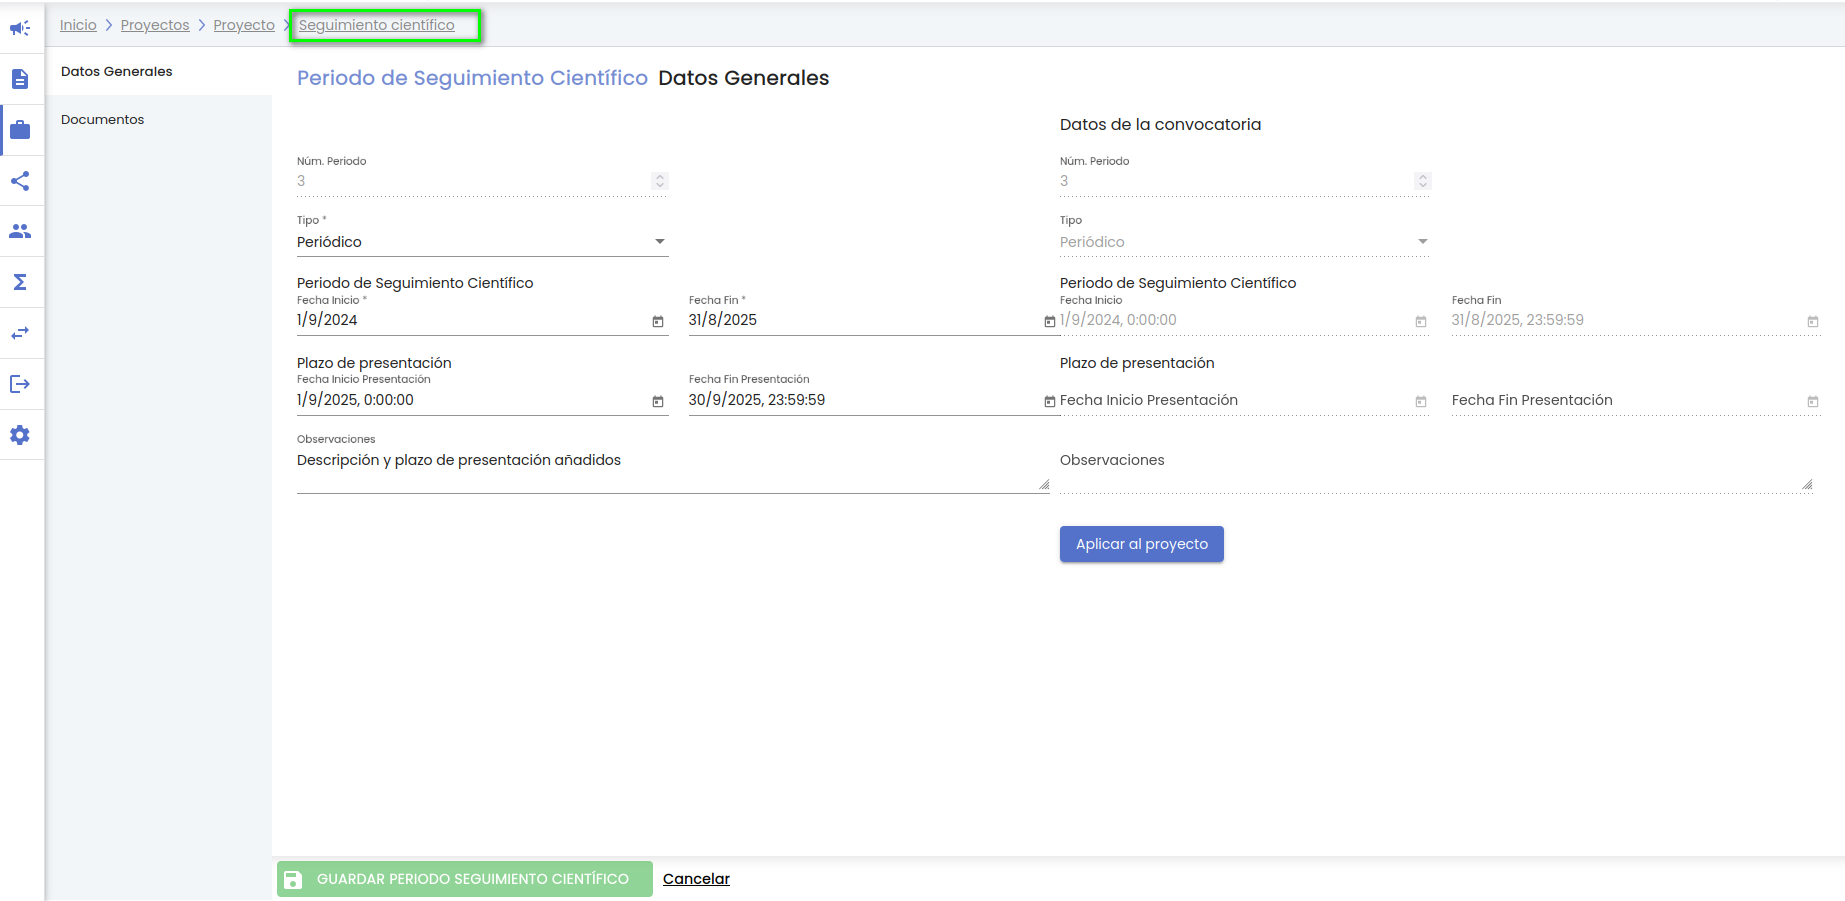 Inicio > Proyectos > Proyecto > Seguimiento científico
Datos Generales
Documentos
Periodo de Seguimiento Científico Datos Generales
Datos de la convocatoria
Núm. Periodo
3
Núm. Periodo
3
Tipo *
Periódico
Tipo
Periódico
Periodo de Seguimiento Científico
Fecha Inicio *
1/9/2024
Fecha Fin *
31/8/2025
Periodo de Seguimiento Científico
Fecha Inicio
1/9/2024, 0:00:00
Fecha Fin
31/8/2025, 23:59:59
Plazo de presentación
Fecha Inicio Presentación
1/9/2025, 0:00:00
Fecha Fin Presentación
30/9/2025, 23:59:59
Plazo de presentación
Fecha Inicio Presentación
Fecha Fin Presentación
Observaciones
Descripción y plazo de presentación añadidos
Observaciones
Aplicar al proyecto
GUARDAR PERIODO SEGUIMIENTO CIENTÍFICO
Cancelar